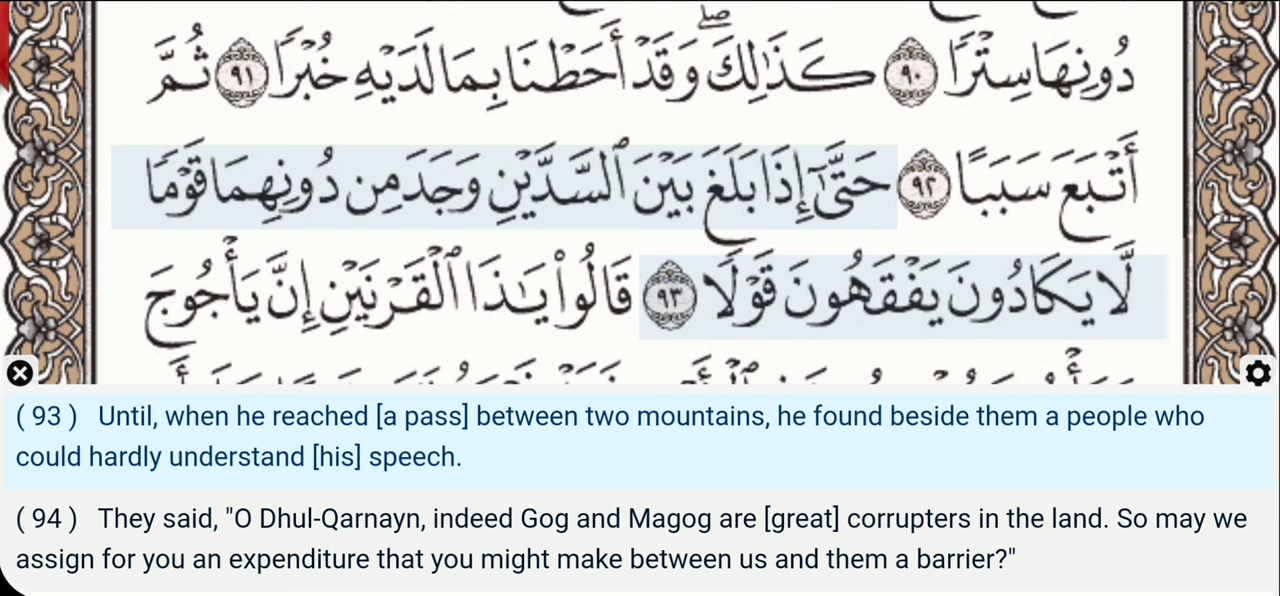 دُونِهَا سِتْرًا ٩٠ كَذَٰلِكَۖ وَقَدْ أَحَطْنَا بِمَا لَدَيْهِ خُبْرًا ٩١ ثُمَّ
أَتْبَعَ سَبَبًا ٩٢ حَتَّىٰٓ إِذَا بَلَغَ بَيْنَ ٱلسَّدَّيْنِ وَجَدَ مِن دُونِهِمَا قَوْمًا
لَّا يَكَادُونَ يَفْقَهُونَ قَوْلًا ٩٣ قَالُوا۟ يَٰذَا ٱلْقَرْنَيْنِ إِنَّ يَأْجُوجَ
( 93 ) Until, when he reached [a pass] between two mountains, he found beside them a people who
could hardly understand [his] speech.
( 94 ) They said, "O Dhul-Qarnayn, indeed Gog and Magog are [great] corrupters in the land. So may we
assign for you an expenditure that you might make between us and them a barrier?"